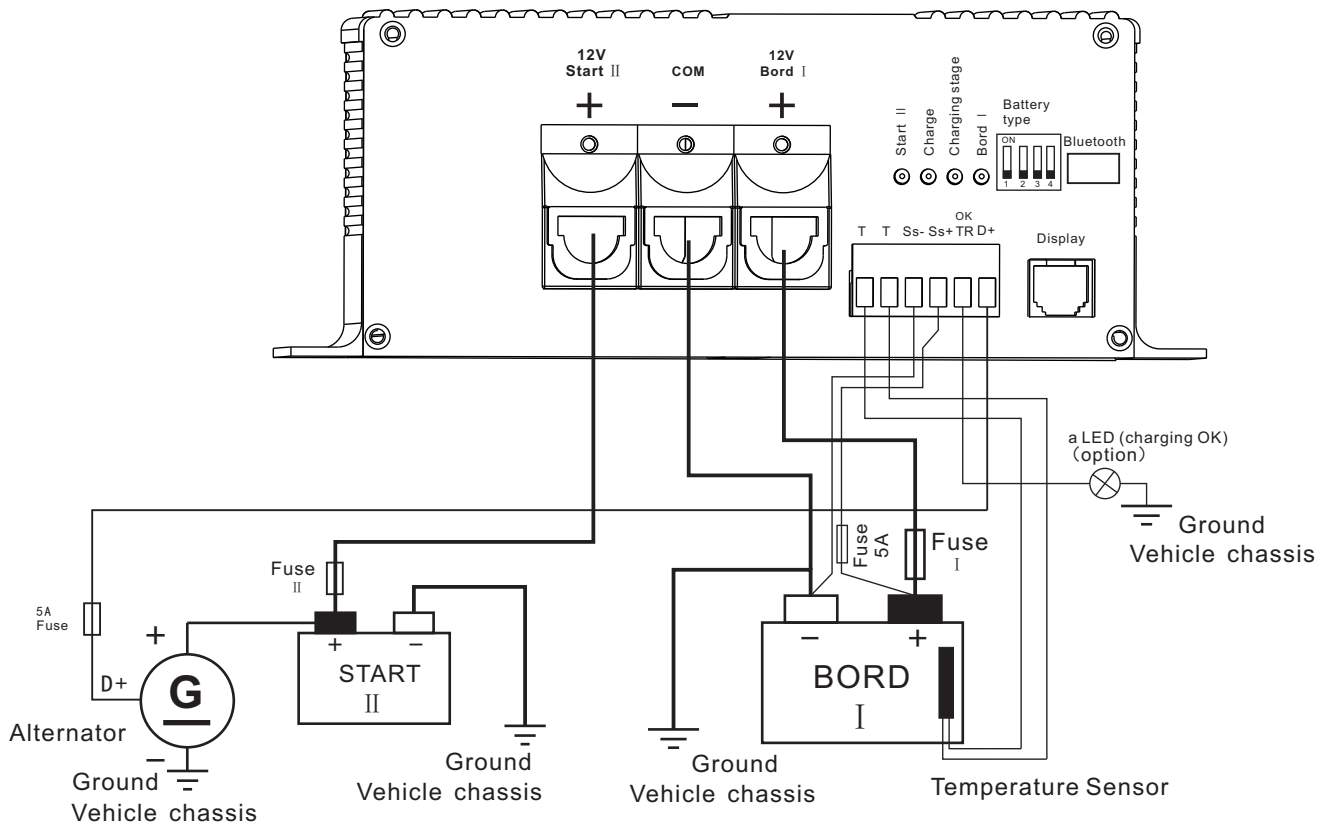 12V
Start Ⅱ
COM
12V
Bord Ⅰ
+
−
+
Start Ⅱ
Charge
Charging stage
Bord Ⅰ
Battery
type
ON
1 2 3 4
Bluetooth
OK
T T Ss- Ss+ TR D+
Display
a LED (charging OK)
（option）
Ground
Vehicle chassis
Fuse
Ⅱ
Fuse
5A
Fuse
Ⅰ
5A
Fuse
+
D+
G
Alternator
−
Ground
Vehicle chassis
+ −
START
Ⅱ
Ground
Vehicle chassis
Ground
Vehicle chassis
− +
BORD
Ⅰ
Temperature Sensor